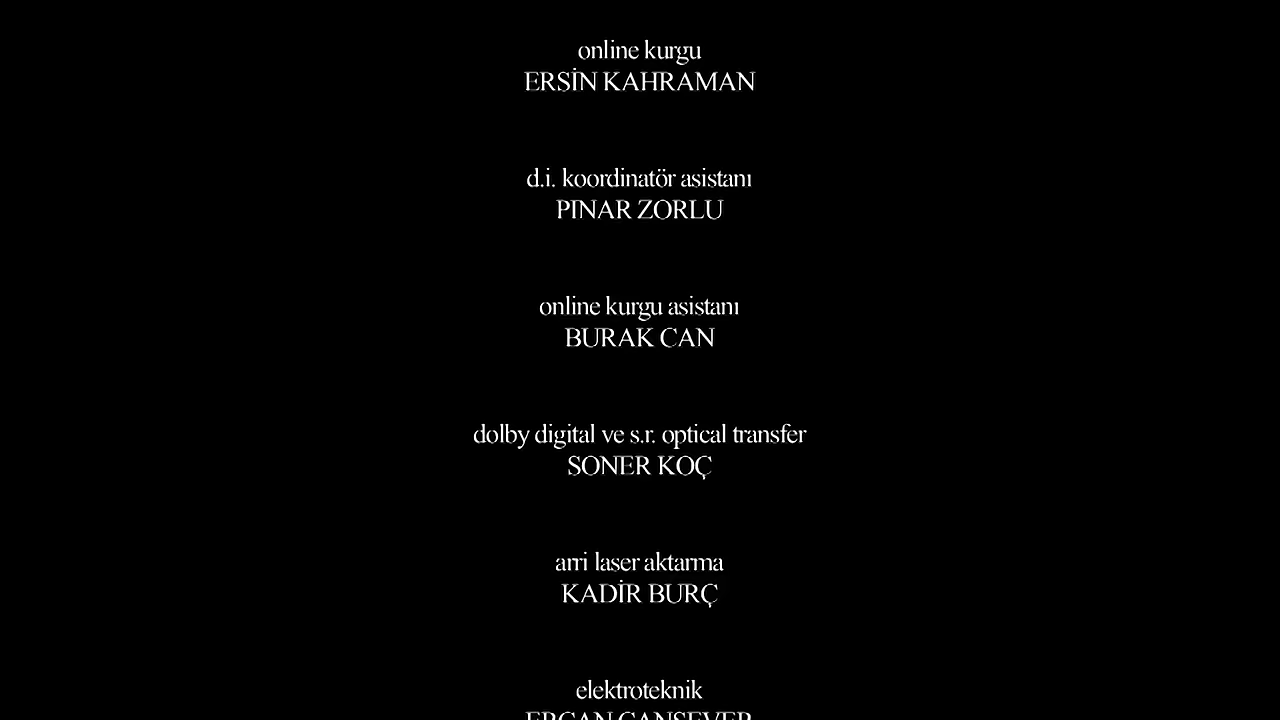 online kurgu
ERSİN KAHRAMAN
d.i. koordinatör asistanı
PINAR ZORLU
online kurgu asistanı
BURAK CAN
dolby digital ve s.r. optical transfer
SONER KOÇ
arri laser aktarma
KADİR BURÇ
elektroteknik